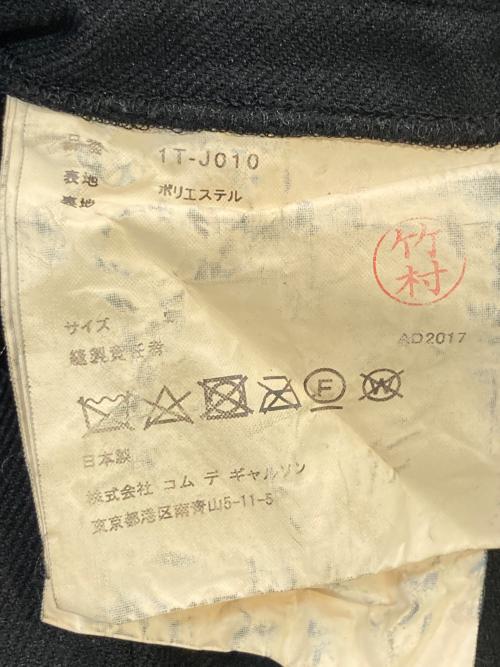 品番 1T-J010
表地 ポリエステル
裏地
竹村
サイズ
AD2017
縫製責任者
F W
日本製
株式会社 コム デ ギャルソン
東京都港区南青山5-11-5